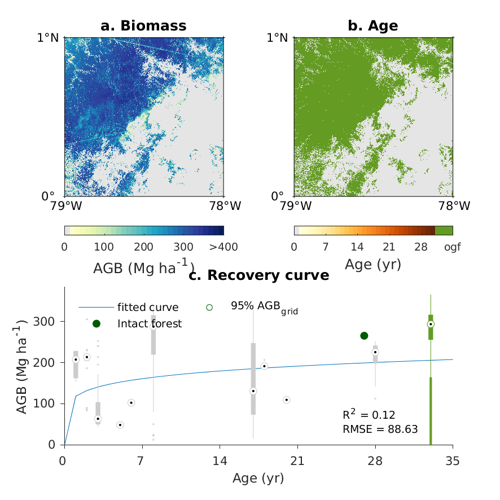 a. Biomass
b. Age
1°N
0°
79°W 78°W
1°N
0°
79°W 78°W
0 100 200 300 >400
AGB (Mg ha⁻¹)
0 7 14 21 28 ogf
Age (yr)
c. Recovery curve
fitted curve
95% AGBgrid
Intact forest
300
200
100
0
AGB (Mg ha⁻¹)
R² = 0.12
RMSE = 88.63
0 7 14 21 28 35
Age (yr)